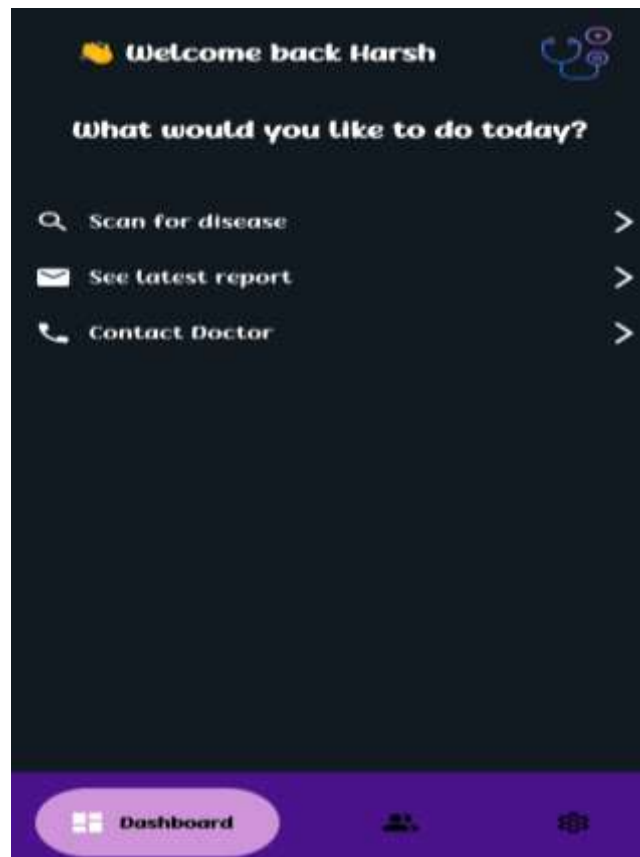 Welcome back Harsh
What would you like to do today?
Scan for disease
See latest report
Contact Doctor
Dashboard